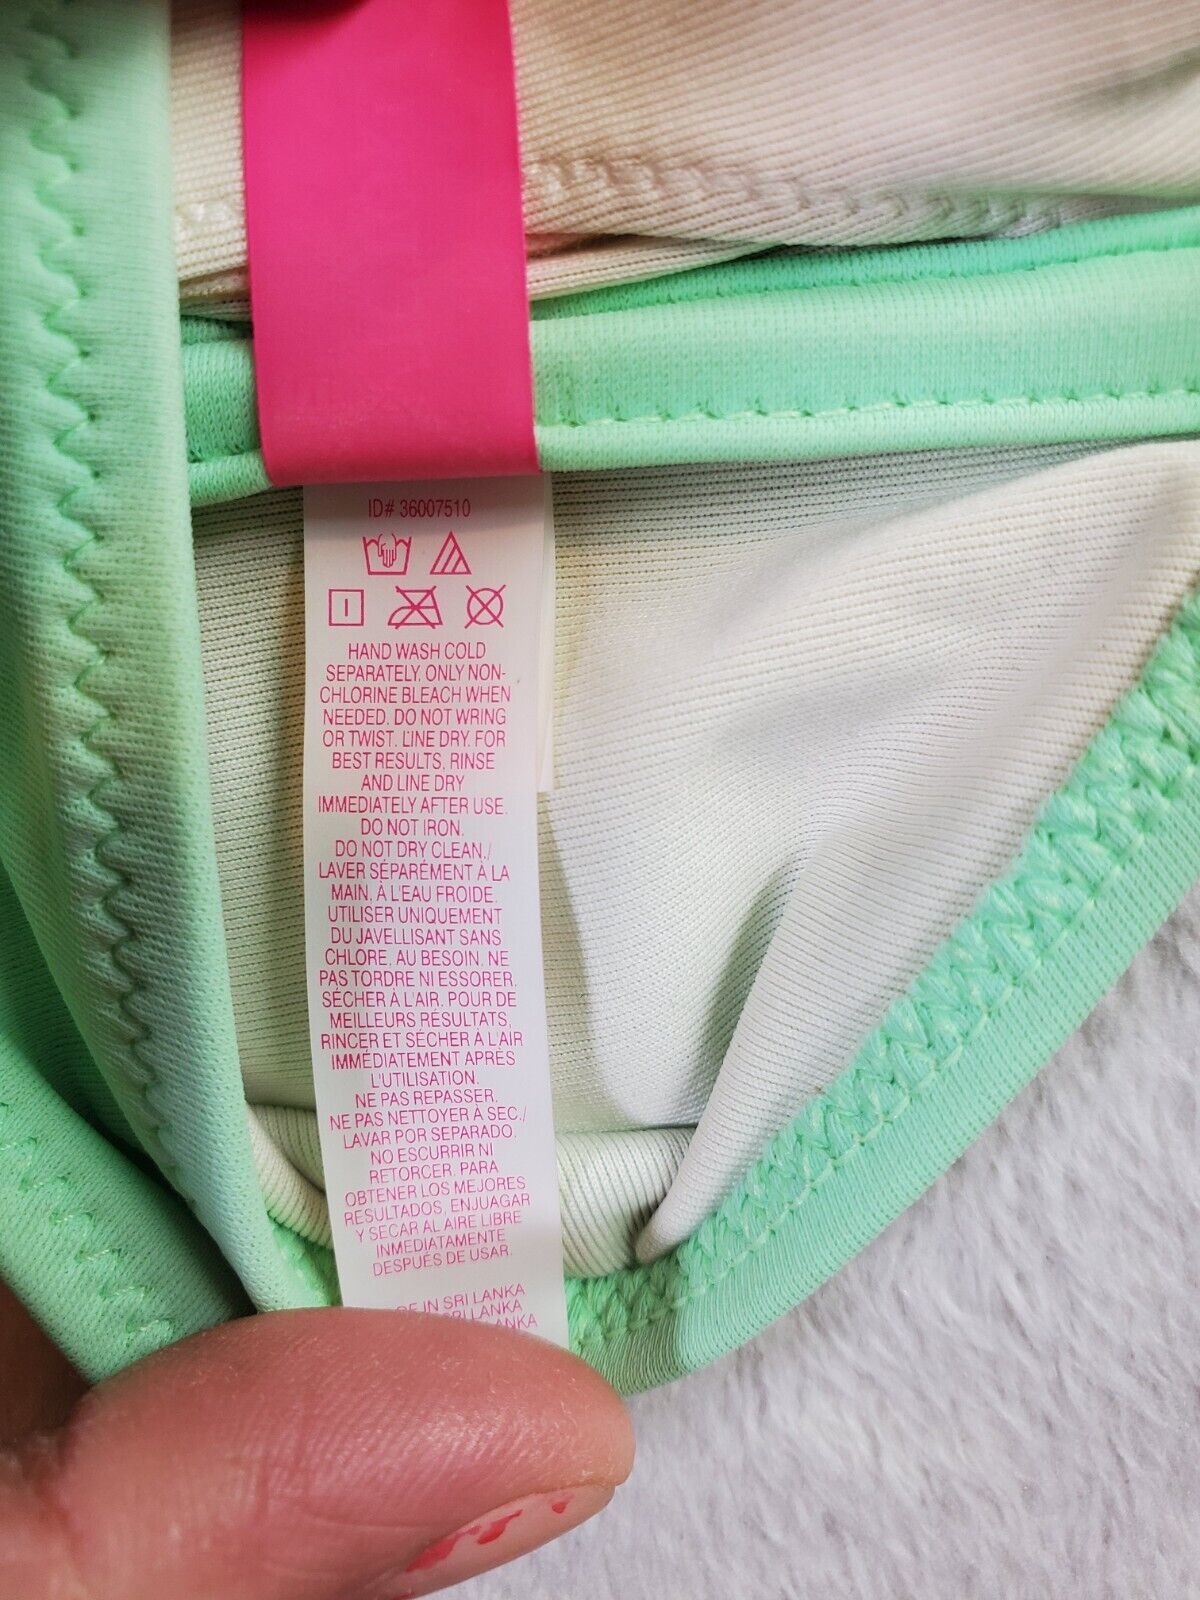 ID# 36007510
HAND WASH COLD
SEPARATELY, ONLY NON-
CHLORINE BLEACH WHEN
NEEDED. DO NOT WRING
OR TWIST. LINE DRY. FOR
BEST RESULTS, RINSE
AND LINE DRY
IMMEDIATELY AFTER USE.
DO NOT IRON.
DO NOT DRY CLEAN./
LAVER SÉPARÉMENT À LA
MAIN, À L'EAU FROIDE.
UTILISER UNIQUEMENT
DU JAVELLISANT SANS
CHLORE, AU BESOIN. NE
PAS TORDRE NI ESSORER.
SÉCHER À L'AIR. POUR DE
MEILLEURS RÉSULTATS,
RINCER ET SÉCHER À L'AIR
IMMÉDIATEMENT APRÈS
L'UTILISATION.
NE PAS REPASSER.
NE PAS NETTOYER À SEC./
LAVAR POR SEPARADO.
NO ESCURRIR NI
RETORCER. PARA
OBTENER LOS MEJORES
RESULTADOS, ENJUAGAR
Y SECAR AL AIRE LIBRE
INMEDIATAMENTE
DESPUÉS DE USAR.
IN SRI LANKA
SRI LANKA
LANKA